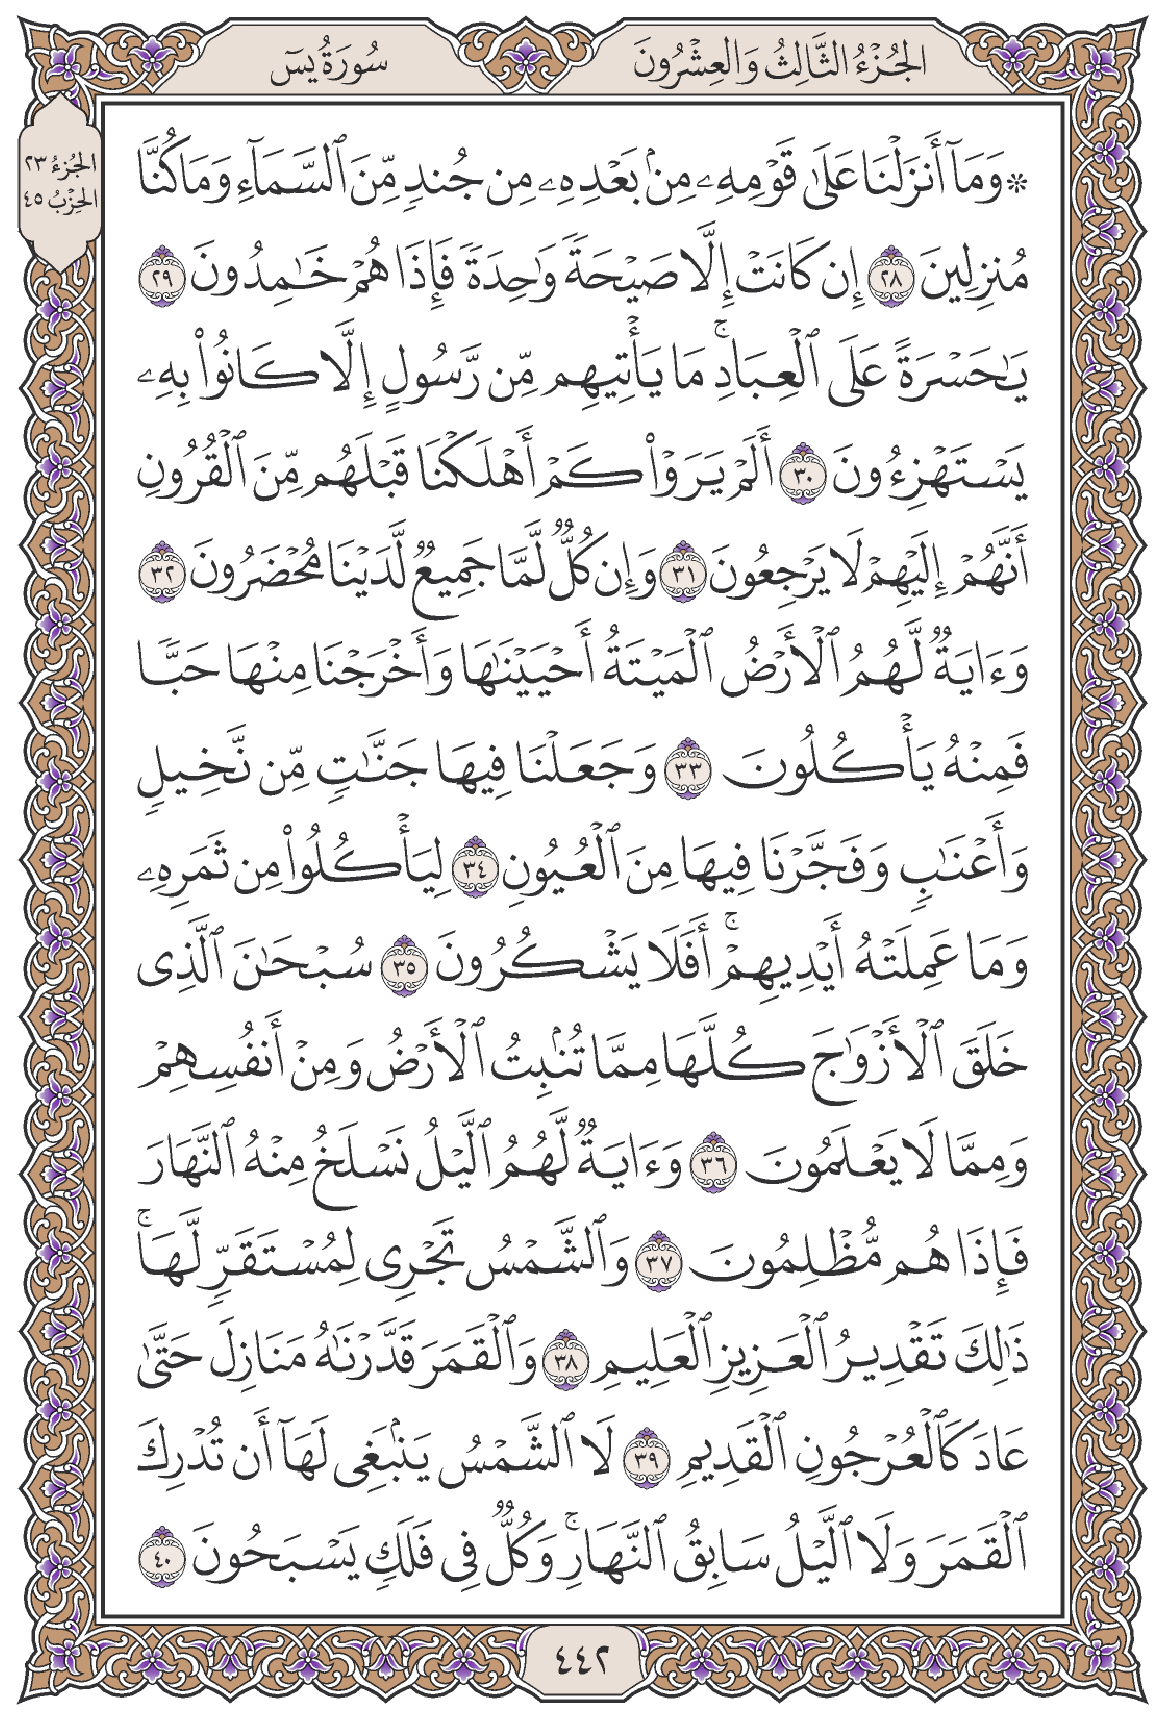 الجُزْءُ الثَّالِثُ وَالعِشْرُونَ
سُورَةُ يسٓ
الجُزءُ ٢٣
الحِزْبُ ٤٥
۞ وَمَآ أَنزَلْنَا عَلَىٰ قَوْمِهِۦ مِنۢ بَعْدِهِۦ مِن جُندٍ مِّنَ ٱلسَّمَآءِ وَمَا كُنَّا
مُنزِلِينَ ٢٨ إِن كَانَتْ إِلَّا صَيْحَةً وَٰحِدَةً فَإِذَا هُمْ خَٰمِدُونَ ٢٩
يَٰحَسْرَةً عَلَى ٱلْعِبَادِۚ مَا يَأْتِيهِم مِّن رَّسُولٍ إِلَّا كَانُوا۟ بِهِۦ
يَسْتَهْزِءُونَ ٣٠ أَلَمْ يَرَوْا۟ كَمْ أَهْلَكْنَا قَبْلَهُم مِّنَ ٱلْقُرُونِ
أَنَّهُمْ إِلَيْهِمْ لَا يَرْجِعُونَ ٣١ وَإِن كُلٌّ لَّمَّا جَمِيعٌ لَّدَيْنَا مُحْضَرُونَ ٣٢
وَءَايَةٌ لَّهُمُ ٱلْأَرْضُ ٱلْمَيْتَةُ أَحْيَيْنَٰهَا وَأَخْرَجْنَا مِنْهَا حَبًّا
فَمِنْهُ يَأْكُلُونَ ٣٣ وَجَعَلْنَا فِيهَا جَنَّٰتٍ مِّن نَّخِيلٍ
وَأَعْنَٰبٍ وَفَجَّرْنَا فِيهَا مِنَ ٱلْعُيُونِ ٣٤ لِيَأْكُلُوا۟ مِن ثَمَرِهِۦ
وَمَا عَمِلَتْهُ أَيْدِيهِمْۚ أَفَلَا يَشْكُرُونَ ٣٥ سُبْحَٰنَ ٱلَّذِى
خَلَقَ ٱلْأَزْوَٰجَ كُلَّهَا مِمَّا تُنۢبِتُ ٱلْأَرْضُ وَمِنْ أَنفُسِهِمْ
وَمِمَّا لَا يَعْلَمُونَ ٣٦ وَءَايَةٌ لَّهُمُ ٱلَّيْلُ نَسْلَخُ مِنْهُ ٱلنَّهَارَ
فَإِذَا هُم مُّظْلِمُونَ ٣٧ وَٱلشَّمْسُ تَجْرِى لِمُسْتَقَرٍّ لَّهَاۚ
ذَٰلِكَ تَقْدِيرُ ٱلْعَزِيزِ ٱلْعَلِيمِ ٣٨ وَٱلْقَمَرَ قَدَّرْنَٰهُ مَنَازِلَ حَتَّىٰ
عَادَ كَٱلْعُرْجُونِ ٱلْقَدِيمِ ٣٩ لَا ٱلشَّمْسُ يَنۢبَغِى لَهَآ أَن تُدْرِكَ
ٱلْقَمَرَ وَلَا ٱلَّيْلُ سَابِقُ ٱلنَّهَارِۚ وَكُلٌّ فِى فَلَكٍ يَسْبَحُونَ ٤٠
٤٤٢